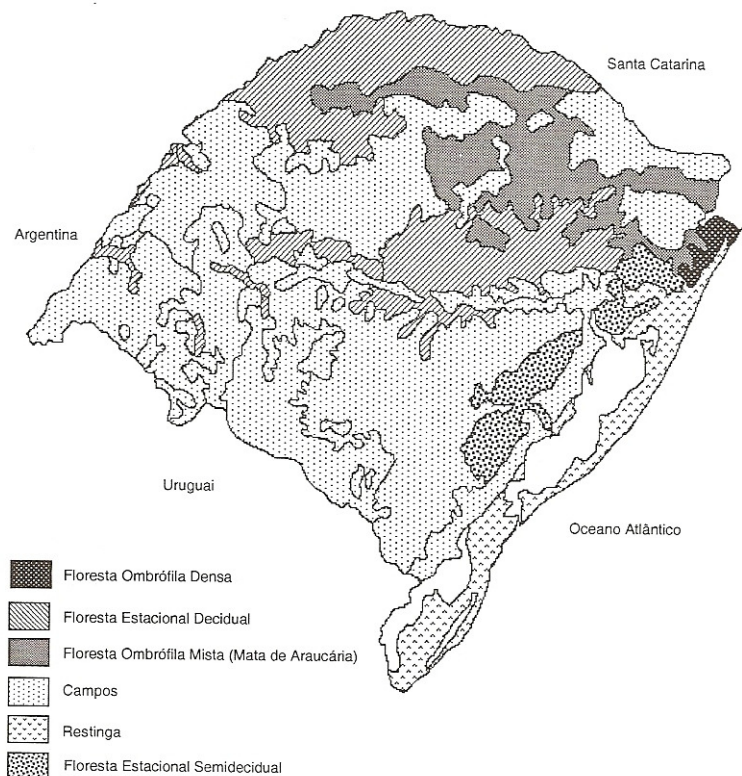 Santa Catarina
Argentina
Uruguai
Oceano Atlântico
Floresta Ombrófila Densa
Floresta Estacional Decidual
Floresta Ombrófila Mista (Mata de Araucária)
Campos
Restinga
Floresta Estacional Semidecidual